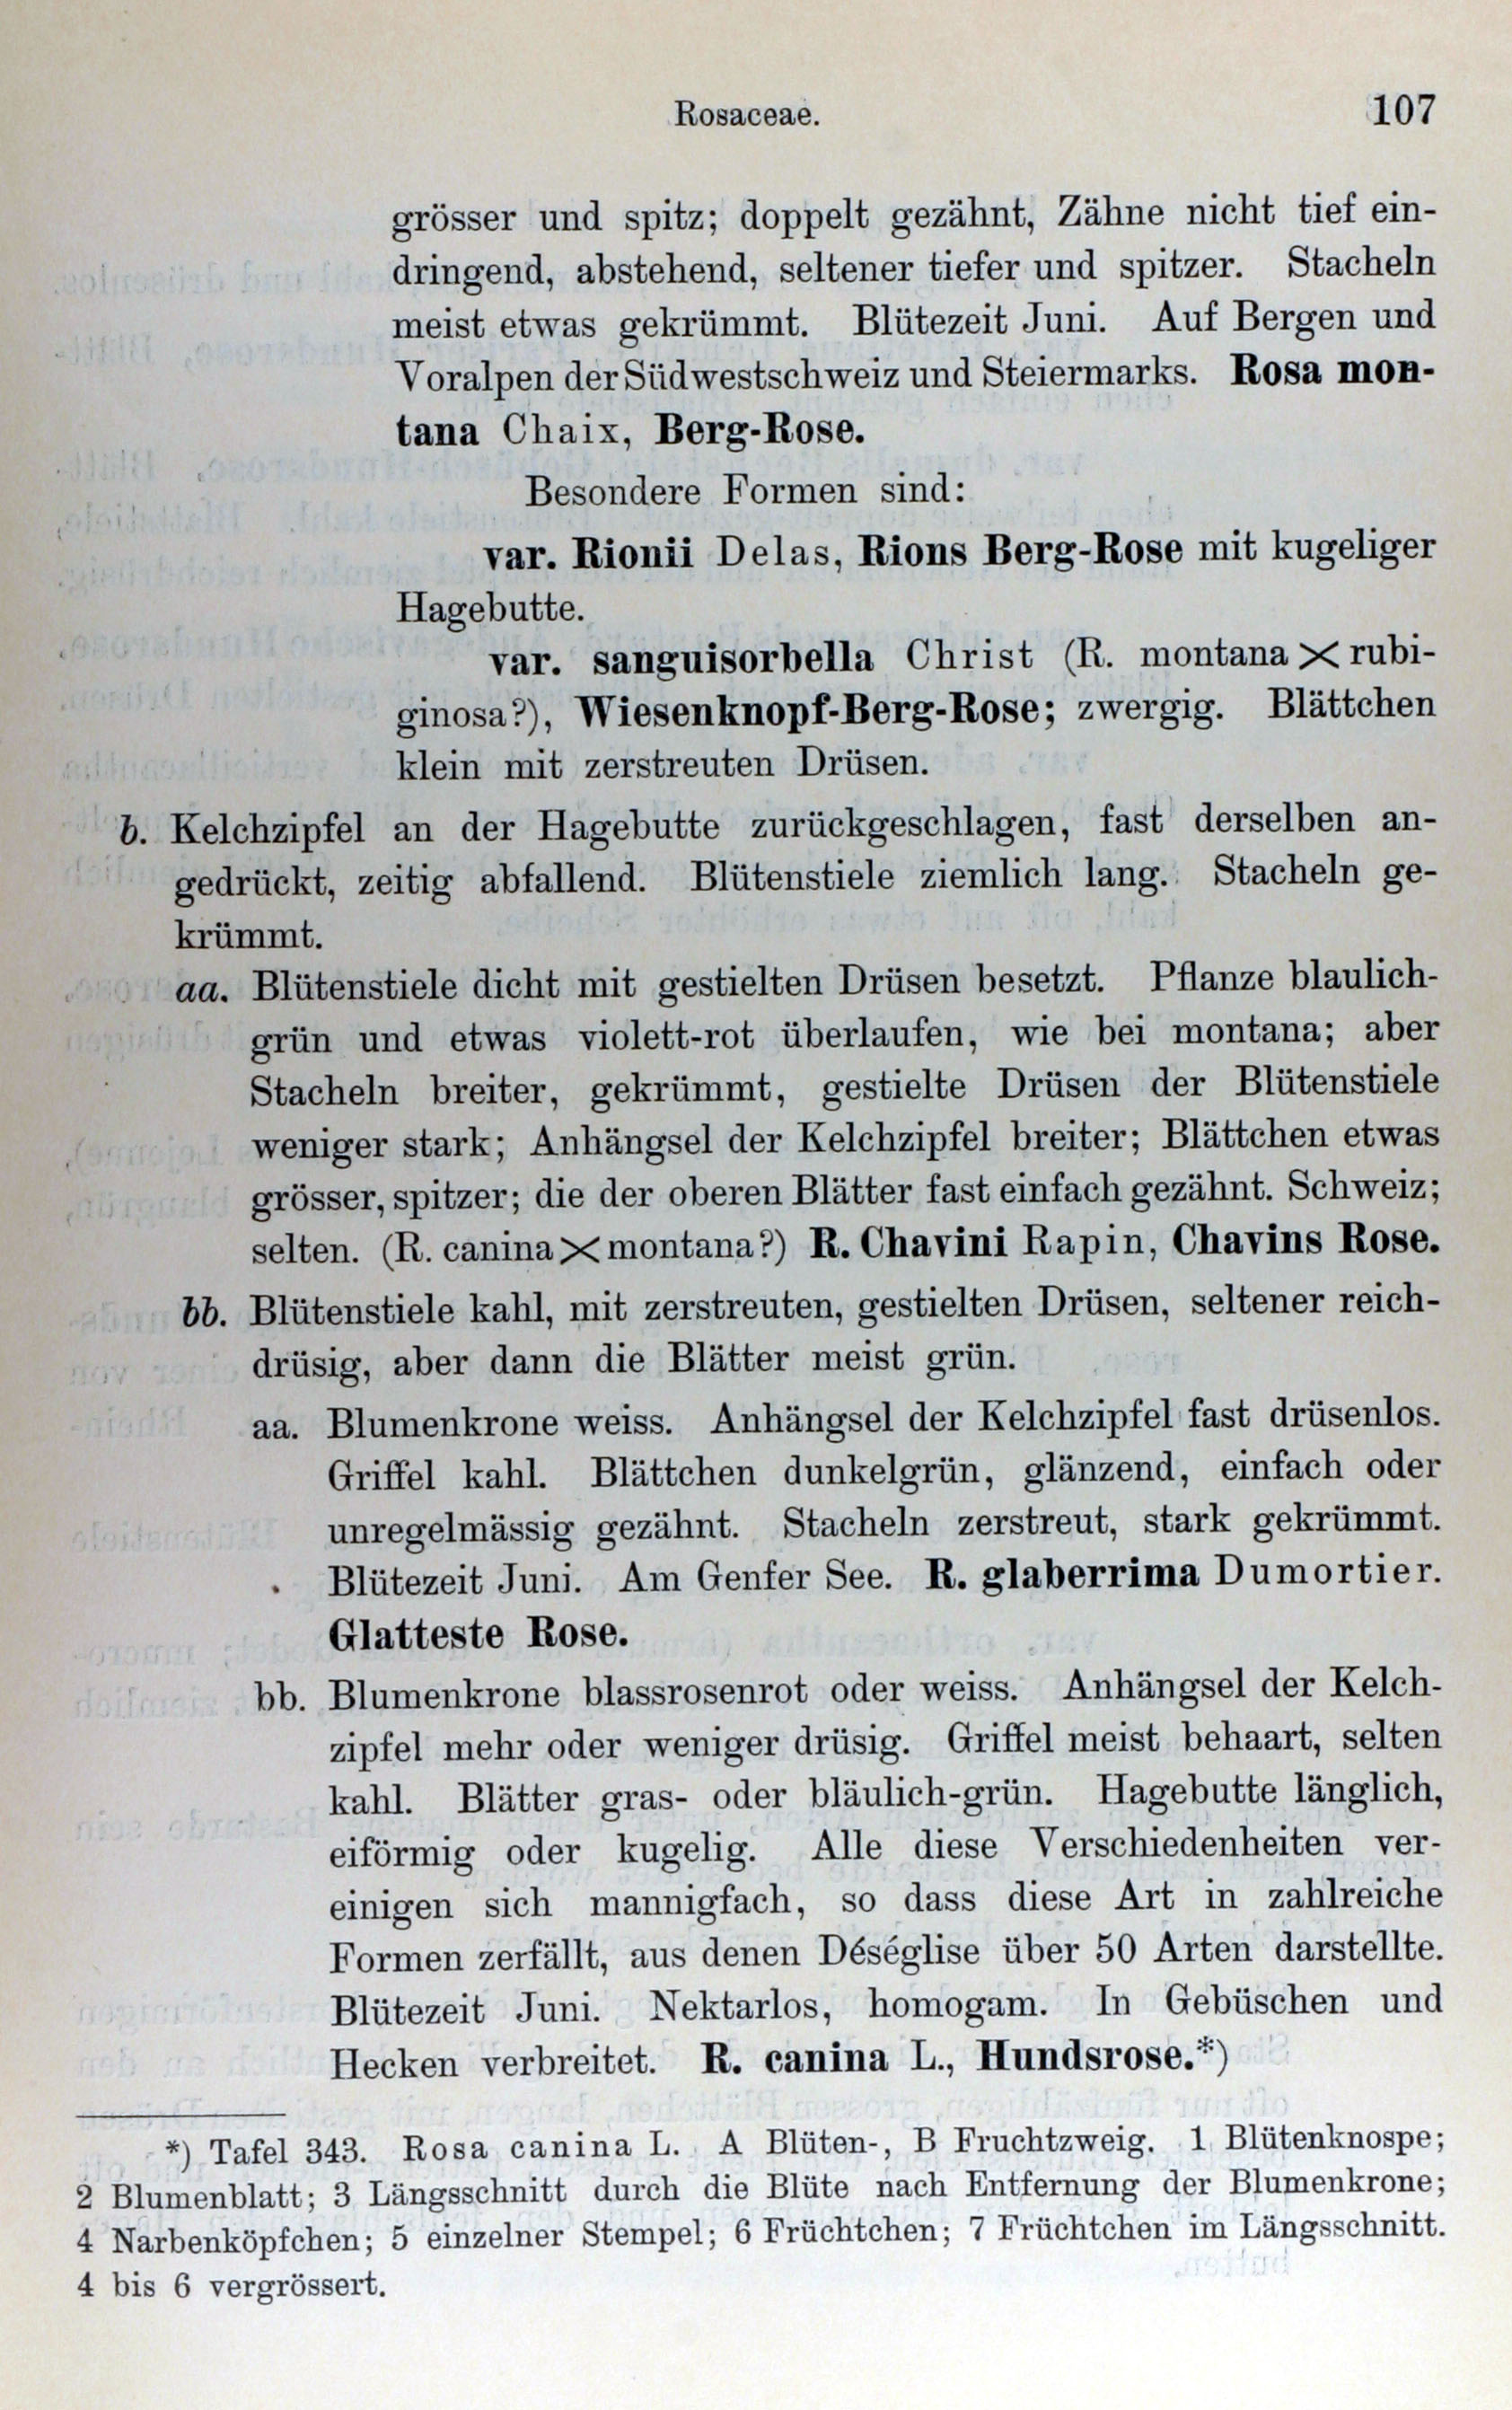 Rosaceae.
107
grösser und spitz; doppelt gezähnt, Zähne nicht tief ein-
dringend, abstehend, seltener tiefer und spitzer. Stacheln
meist etwas gekrümmt. Blütezeit Juni. Auf Bergen und
Voralpen der Südwestschweiz und Steiermarks. Rosa mon-
tana Chaix, Berg-Rose.
Besondere Formen sind:
var. Rionii Delas, Rions Berg-Rose mit kugeliger
Hagebutte.
var. sanguisorbella Christ (R. montana × rubi-
ginosa?), Wiesenknopf-Berg-Rose; zwergig. Blättchen
klein mit zerstreuten Drüsen.
b. Kelchzipfel an der Hagebutte zurückgeschlagen, fast derselben an-
gedrückt, zeitig abfallend. Blütenstiele ziemlich lang. Stacheln ge-
krümmt.
aa. Blütenstiele dicht mit gestielten Drüsen besetzt. Pflanze blaulich-
grün und etwas violett-rot überlaufen, wie bei montana; aber
Stacheln breiter, gekrümmt, gestielte Drüsen der Blütenstiele
weniger stark; Anhängsel der Kelchzipfel breiter; Blättchen etwas
grösser, spitzer; die der oberen Blätter fast einfach gezähnt. Schweiz;
selten. (R. canina × montana?) R. Chavini Rapin, Chavins Rose.
bb. Blütenstiele kahl, mit zerstreuten, gestielten Drüsen, seltener reich-
drüsig, aber dann die Blätter meist grün.
aa. Blumenkrone weiss. Anhängsel der Kelchzipfel fast drüsenlos.
Griffel kahl. Blättchen dunkelgrün, glänzend, einfach oder
unregelmässig gezähnt. Stacheln zerstreut, stark gekrümmt.
Blütezeit Juni. Am Genfer See. R. glaberrima Dumortier.
Glatteste Rose.
bb. Blumenkrone blassrosenrot oder weiss. Anhängsel der Kelch-
zipfel mehr oder weniger drüsig. Griffel meist behaart, selten
kahl. Blätter gras- oder bläulich-grün. Hagebutte länglich,
eiförmig oder kugelig. Alle diese Verschiedenheiten ver-
einigen sich mannigfach, so dass diese Art in zahlreiche
Formen zerfällt, aus denen Déséglise über 50 Arten darstellte.
Blütezeit Juni. Nektarlos, homogam. In Gebüschen und
Hecken verbreitet. R. canina L., Hundsrose.*)
*) Tafel 343. Rosa canina L. A Blüten-, B Fruchtzweig. 1 Blütenknospe;
2 Blumenblatt; 3 Längsschnitt durch die Blüte nach Entfernung der Blumenkrone;
4 Narbenköpfchen; 5 einzelner Stempel; 6 Früchtchen; 7 Früchtchen im Längsschnitt.
4 bis 6 vergrössert.